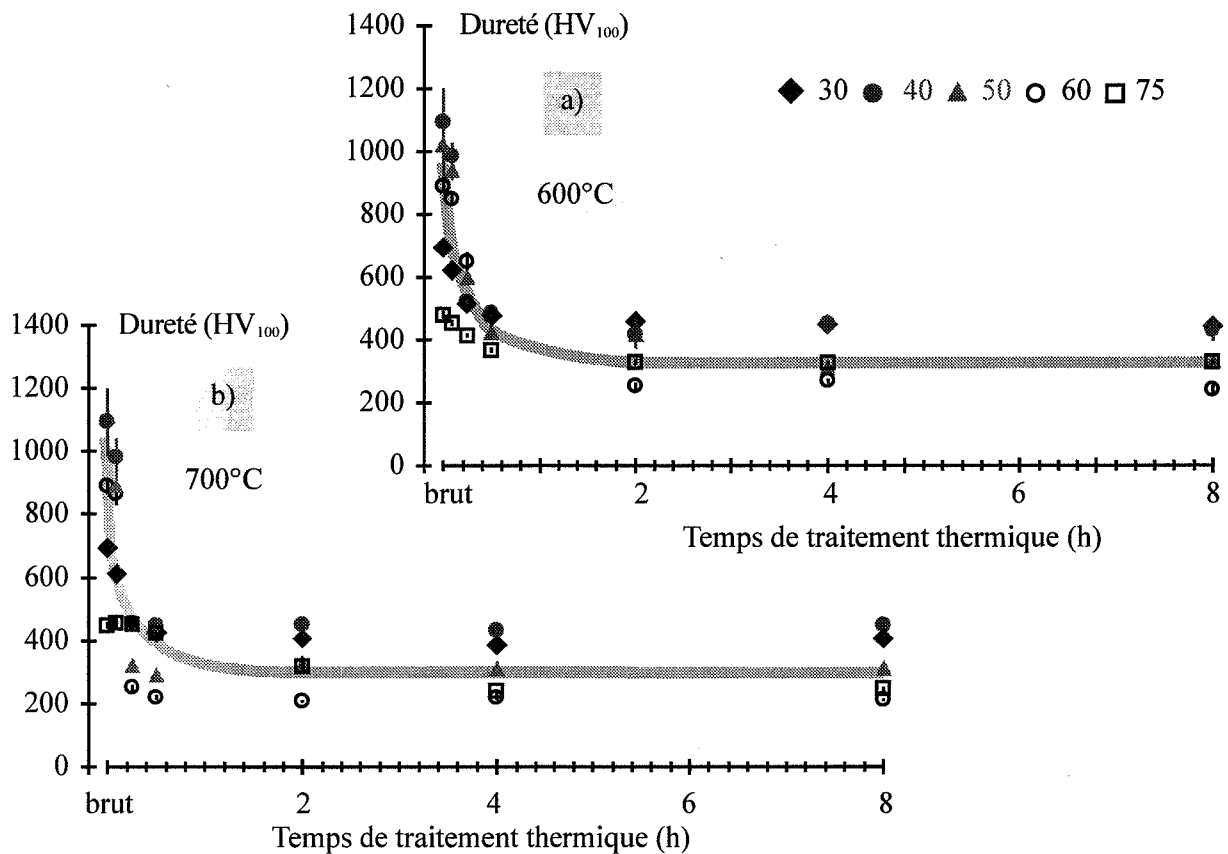 1400 Dureté (HV₁₀₀)
1200
1000
800
600
400
200
0
a)
600°C
30 40 50 60 75
brut 2 4 6 8
Temps de traitement thermique (h)
1400 Dureté (HV₁₀₀)
1200
1000
800
600
400
200
0
b)
700°C
brut 2 4 6 8
Temps de traitement thermique (h)